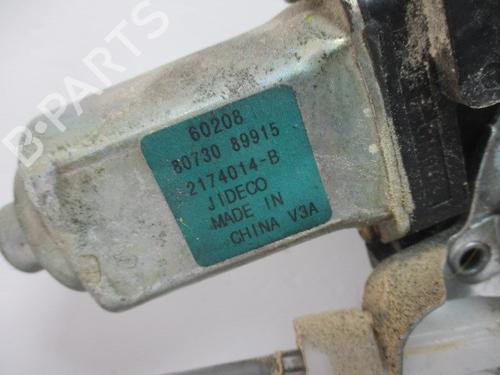 60208
80730 89915
2174014-B
JIDECO
MADE IN
CHINA V3A
B-PARTS